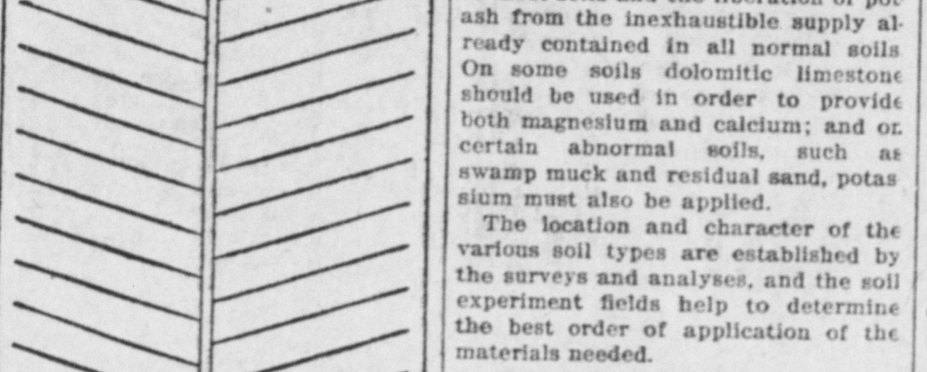 ash from the inexhaustible supply al-
ready contained in all normal soils
On some soils dolomitic limestone
should be used in order to provide
both magnesium and calcium; and on
certain abnormal soils, such as
swamp muck and residual sand, potas
sium must also be applied.
The location and character of the
various soil types are established by
the surveys and analyses, and the soil
experiment fields help to determine
the best order of application of the
materials needed.